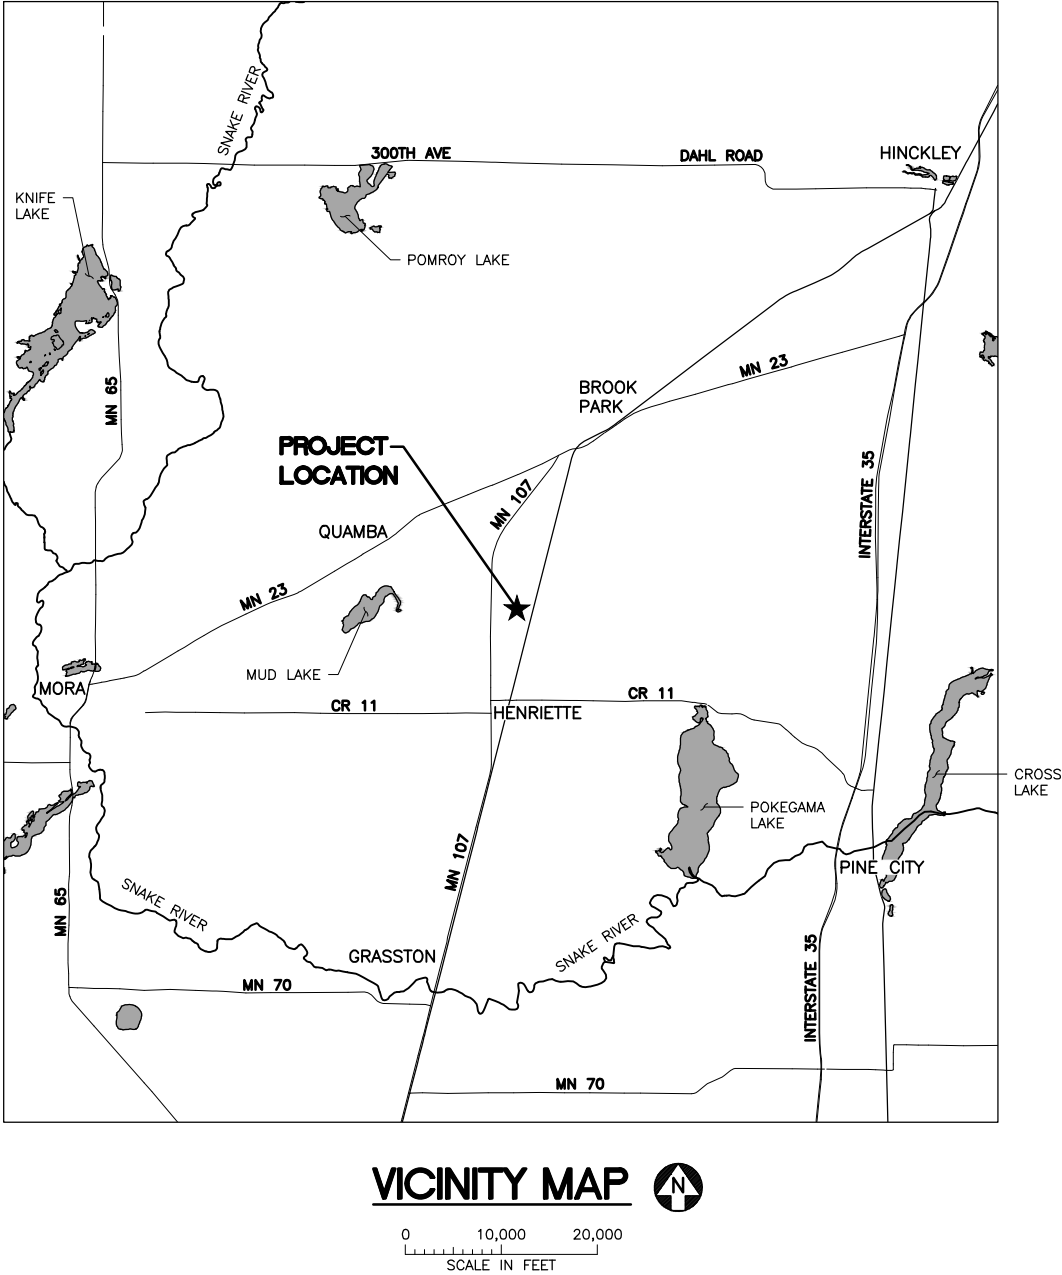 SNAKE RIVER
300TH AVE
DAHL ROAD
HINCKLEY
KNIFE
LAKE
POMROY LAKE
MN 65
MN 23
BROOK
PARK
PROJECT
LOCATION
MN 107
INTERSTATE 35
QUAMBA
MN 23
MUD LAKE
MORA
CR 11
CR 11
HENRIETTE
CROSS
LAKE
POKEGAMA
LAKE
MN 107
PINE CITY
MN 65
SNAKE RIVER
SNAKE RIVER
GRASSTON
INTERSTATE 35
MN 70
MN 70
VICINITY MAP
N
0 10,000 20,000
SCALE IN FEET